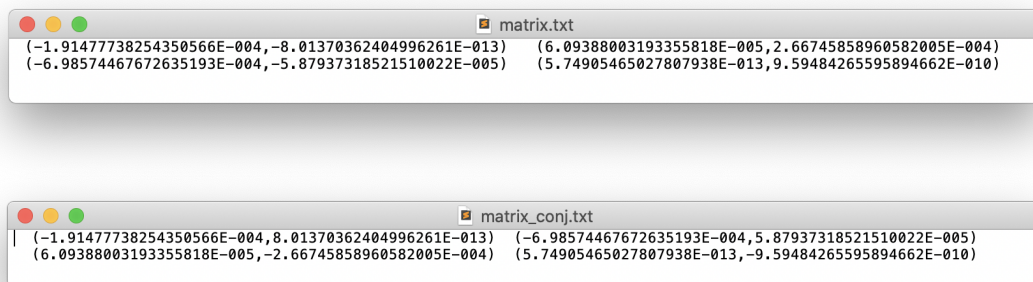 matrix.txt
(-1.91477738254350566E-004,-8.01370362404996261E-013) (6.09388003193355818E-005,2.66745858960582005E-004)
(-6.98574467672635193E-004,-5.87937318521510022E-005) (5.74905465027807938E-013,9.59484265595894662E-010)
matrix_conj.txt
(-1.91477738254350566E-004,8.01370362404996261E-013) (-6.98574467672635193E-004,5.87937318521510022E-005)
(6.09388003193355818E-005,-2.66745858960582005E-004) (5.74905465027807938E-013,-9.59484265595894662E-010)